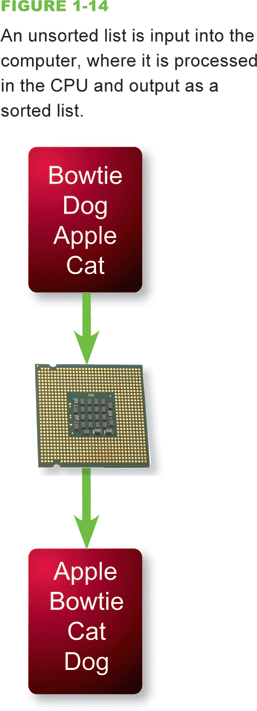 FIGURE 1-14
An unsorted list is input into the
computer, where it is processed
in the CPU and output as a
sorted list.
Bowtie
Dog
Apple
Cat
Apple
Bowtie
Cat
Dog